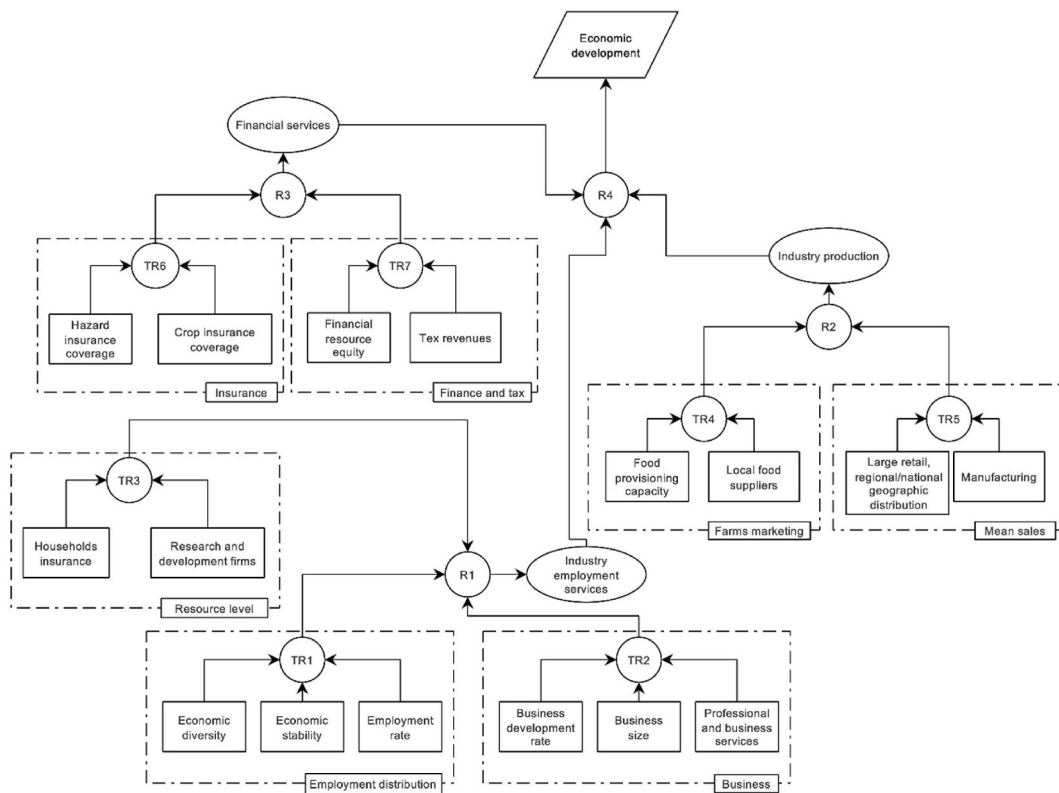 Economic
development
Financial services
R3
R4
TR6
TR7
Industry production
Hazard
insurance
coverage
Crop insurance
coverage
Financial
resource
equity
Tex revenues
R2
Insurance
Finance and tax
TR4
TR5
TR3
Food
provisioning
capacity
Local food
suppliers
Large retail,
regional/national
geographic
distribution
Manufacturing
Farms marketing
Mean sales
Households
insurance
Research and
development firms
R1
Industry
employment
services
Resource level
TR1
TR2
Economic
diversity
Economic
stability
Employment
rate
Business
development
rate
Business
size
Professional
and business
services
Employment distribution
Business